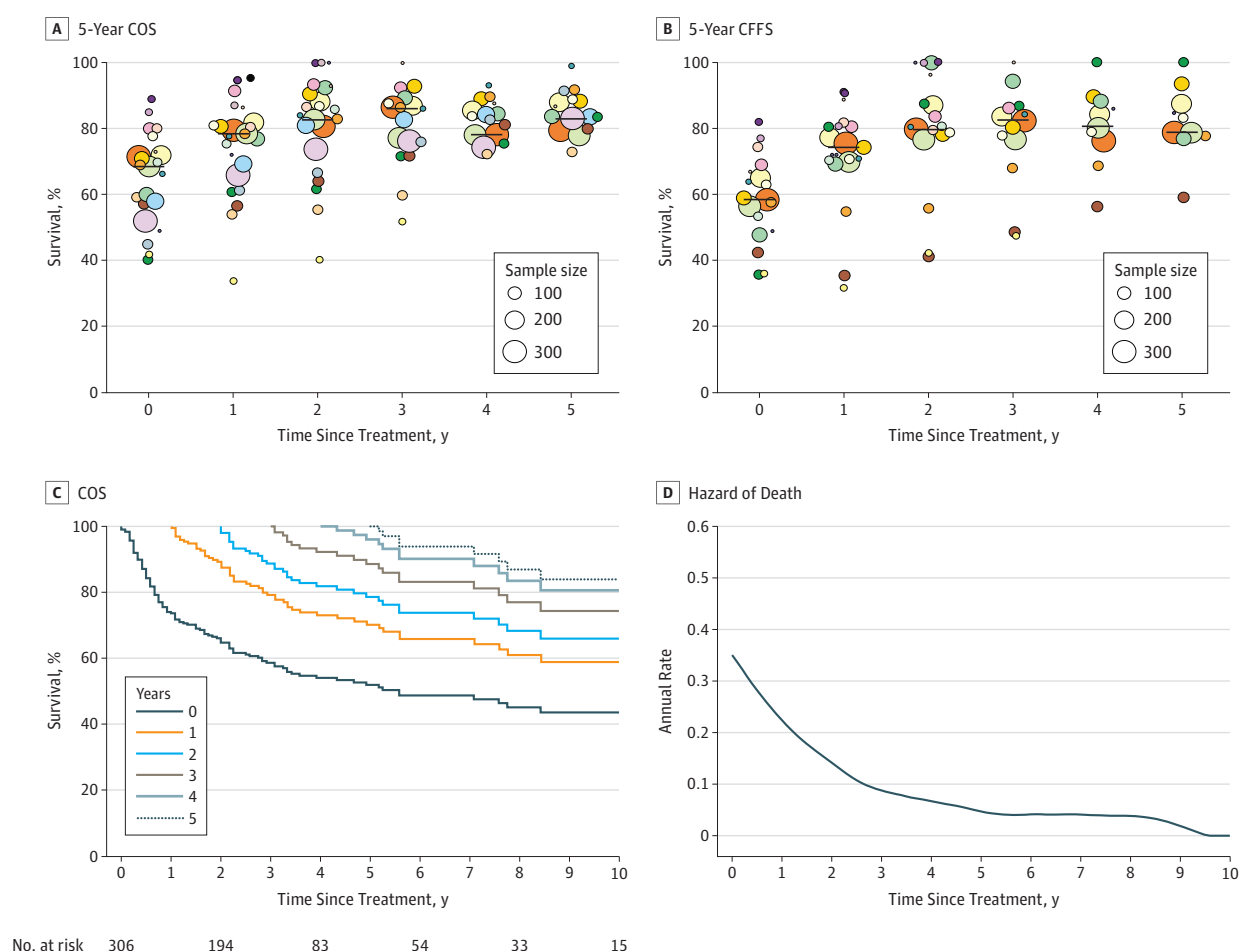 A 5-Year COS
100
80
60
40
20
0
Survival, %
0 1 2 3 4 5
Time Since Treatment, y
Sample size
100
200
300
B 5-Year CFFS
100
80
60
40
20
0
Survival, %
0 1 2 3 4 5
Time Since Treatment, y
Sample size
100
200
300
C COS
100
80
60
40
20
0
Survival, %
Years
0
1
2
3
4
5
0 1 2 3 4 5 6 7 8 9 10
Time Since Treatment, y
No. at risk 306 194 83 54 33 15
D Hazard of Death
0.6
0.5
0.4
0.3
0.2
0.1
0
Annual Rate
0 1 2 3 4 5 6 7 8 9 10
Time Since Treatment, y